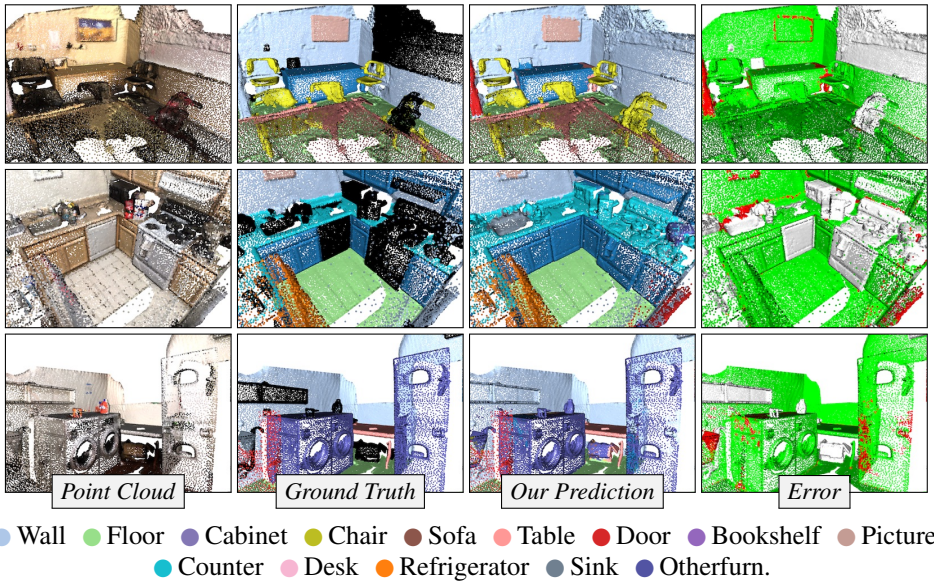 Point Cloud
Ground Truth
Our Prediction
Error
Wall Floor Cabinet Chair Sofa Table Door Bookshelf Picture
Counter Desk Refrigerator Sink Otherfurn.